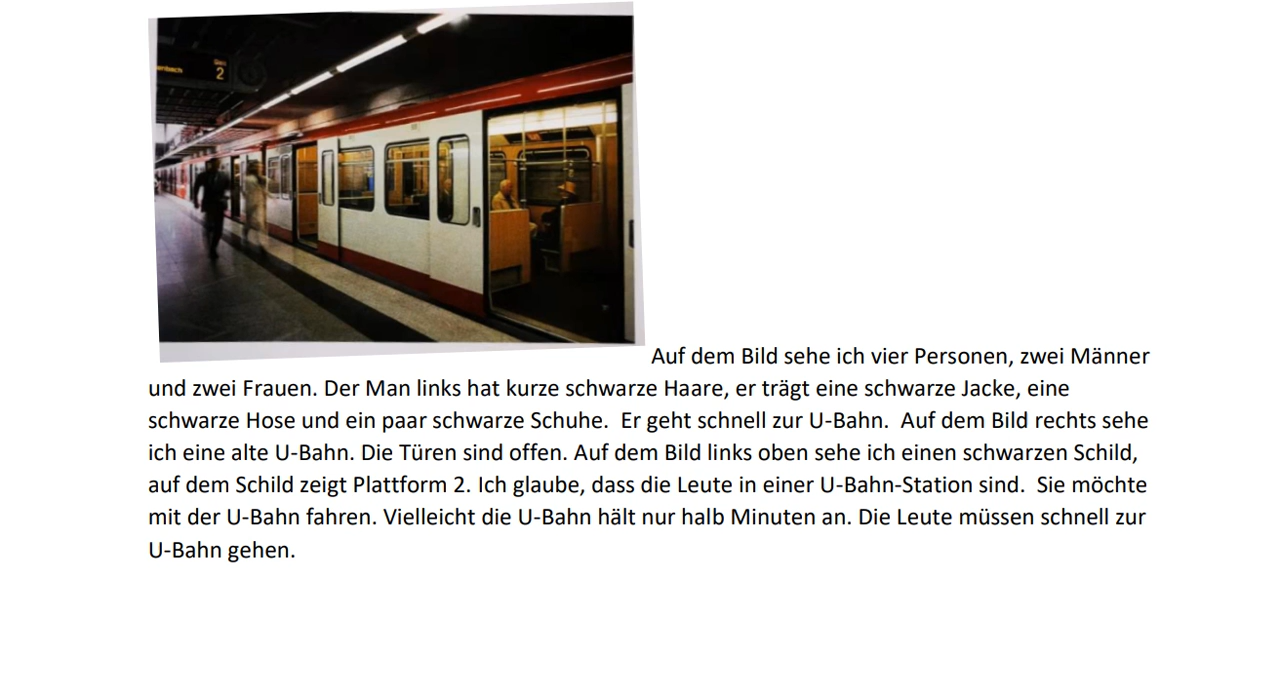 Gleis
2
Auf dem Bild sehe ich vier Personen, zwei Männer
und zwei Frauen. Der Man links hat kurze schwarze Haare, er trägt eine schwarze Jacke, eine
schwarze Hose und ein paar schwarze Schuhe.  Er geht schnell zur U-Bahn.  Auf dem Bild rechts sehe
ich eine alte U-Bahn. Die Türen sind offen. Auf dem Bild links oben sehe ich einen schwarzen Schild,
auf dem Schild zeigt Plattform 2. Ich glaube, dass die Leute in einer U-Bahn-Station sind.  Sie möchte
mit der U-Bahn fahren. Vielleicht die U-Bahn hält nur halb Minuten an. Die Leute müssen schnell zur
U-Bahn gehen.